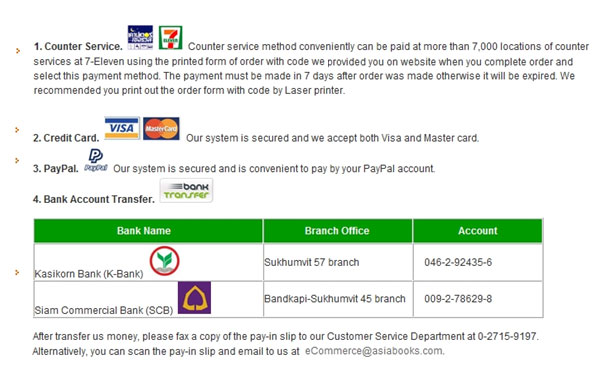 1. Counter Service. 7 ELEVEN Counter service method conveniently can be paid at more than 7,000 locations of counter
services at 7-Eleven using the printed form of order with code we provided you on website when you complete order and
select this payment method. The payment must be made in 7 days after order was made otherwise it will be expired. We
recommended you print out the order form with code by Laser printer.
2. Credit Card. VISA MasterCard Our system is secured and we accept both Visa and Master card.
3. PayPal. PayPal Our system is secured and is convenient to pay by your PayPal account.
4. Bank Account Transfer. bank TRANSFER
Bank Name Branch Office Account
Kasikorn Bank (K-Bank) Sukhumvit 57 branch 046-2-92435-6
Siam Commercial Bank (SCB) Bandkapi-Sukhumvit 45 branch 009-2-78629-8
After transfer us money, please fax a copy of the pay-in slip to our Customer Service Department at 0-2715-9197.
Alternatively, you can scan the pay-in slip and email to us at eCommerce@asiabooks.com.